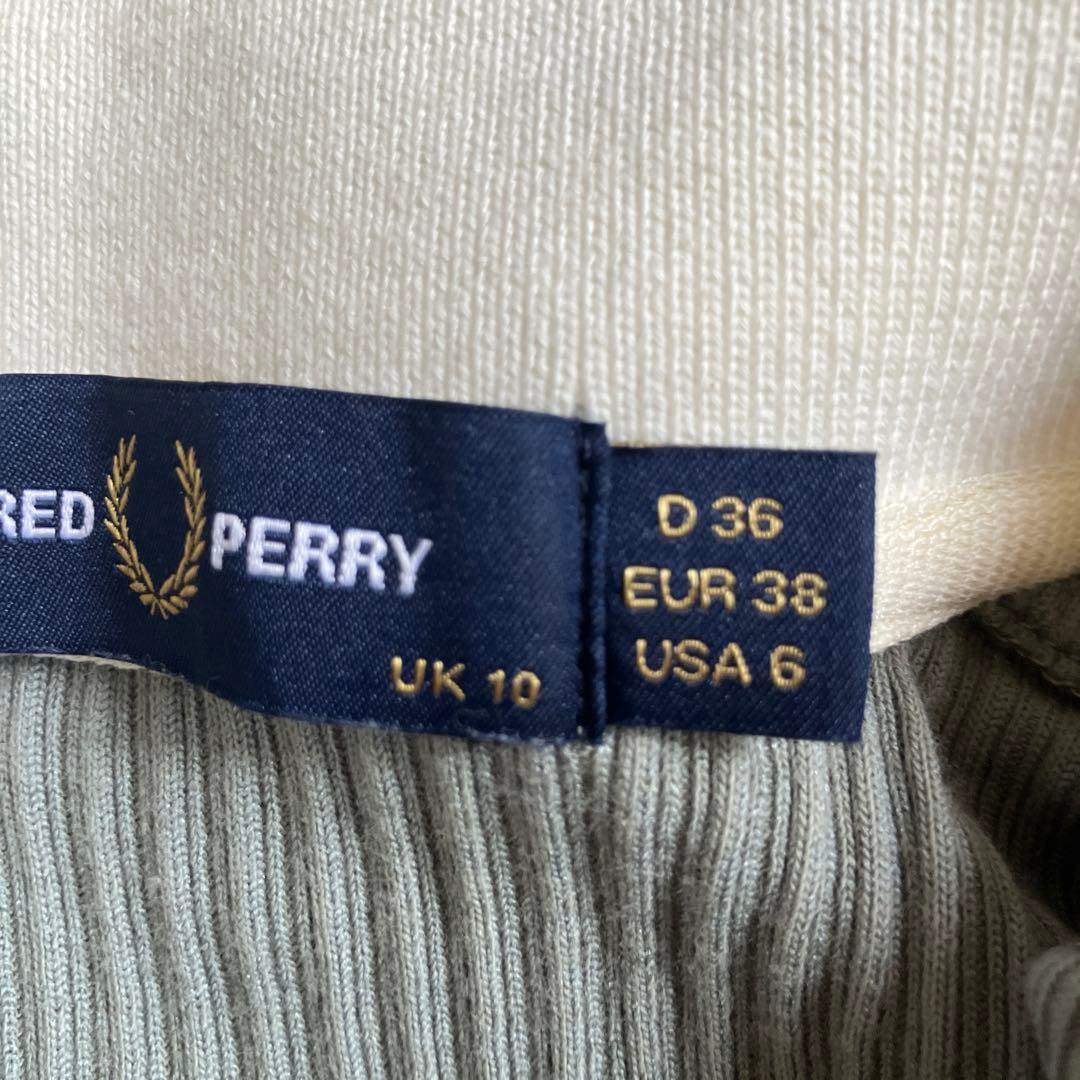 RED PERRY
UK 10
D 36
EUR 38
USA 6